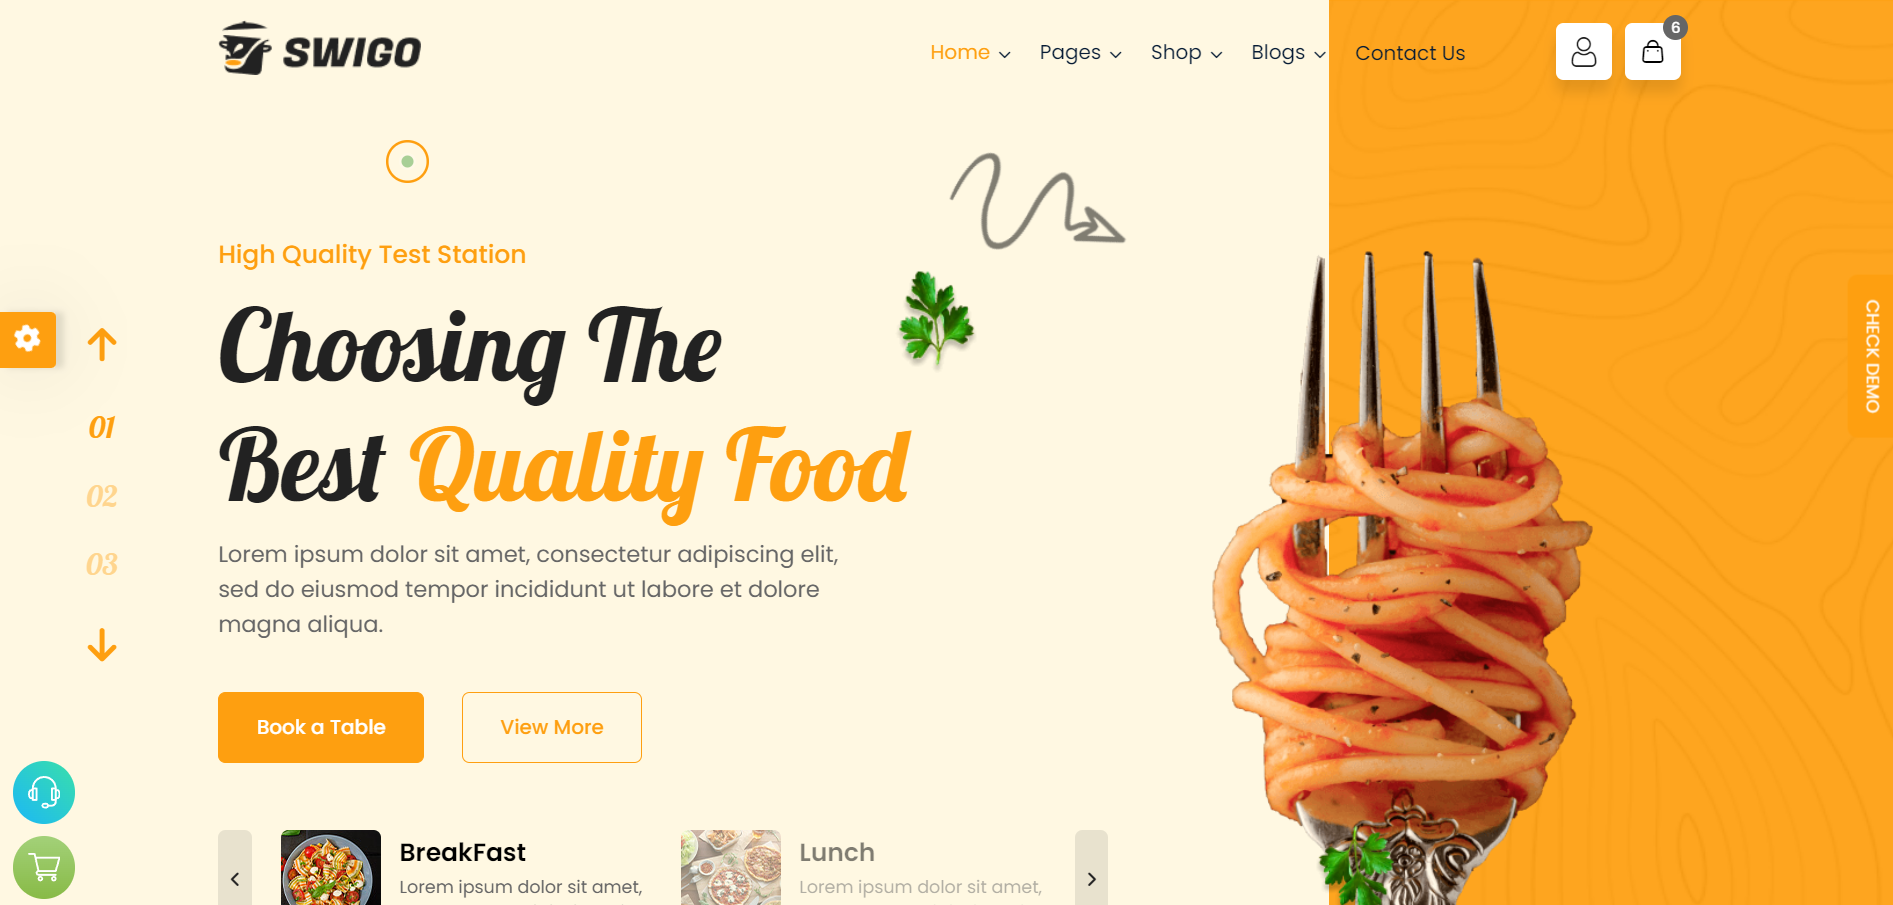 SWIGO
Home
Pages
Shop
Blogs
Contact Us
6
High Quality Test Station
Choosing The
Best Quality Food
01
02
03
Lorem ipsum dolor sit amet, consectetur adipiscing elit,
sed do eiusmod tempor incididunt ut labore et dolore
magna aliqua.
Book a Table
View More
CHECK DEMO
BreakFast
Lorem ipsum dolor sit amet,
Lunch
Lorem ipsum dolor sit amet,